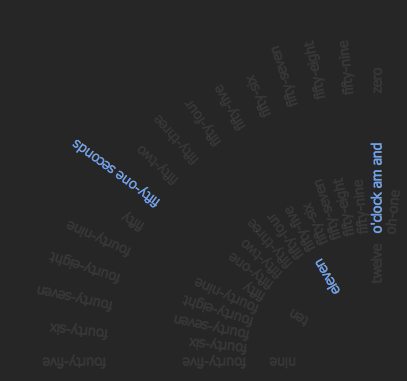 zero
fifty-nine
fifty-eight
fifty-seven
fifty-six
fifty-five
fifty-four
fifty-three
fifty-two
fifty-one seconds
fifty
fourty-nine
fourty-eight
fourty-seven
fourty-six
fourty-five
oh-one
o'clock am and
fifty-nine
fifty-eight
fifty-seven
fifty-six
fifty-five
fifty-four
fifty-three
fifty-two
fifty-one
fifty
fourty-nine
fourty-eight
fourty-seven
fourty-six
fourty-five
twelve
eleven
ten
nine